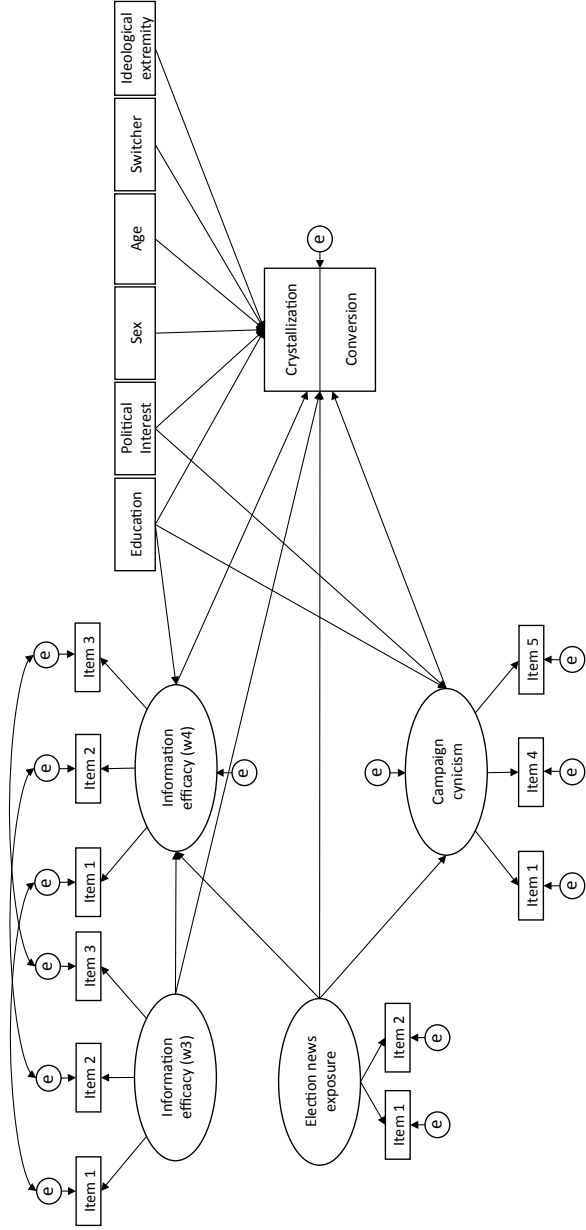 e
e
e
e
e
e
Item 1
Item 2
Item 3
Item 1
Item 2
Item 3
Education
Political
Interest
Sex
Age
Switcher
Ideological
extremity
Information
efficacy (w3)
Information
efficacy (w4)
e
Election news
exposure
Crystallization
Conversion
e
Item 1
Item 2
e
e
e
Campaign
cynicism
Item 1
Item 4
Item 5
e
e
e